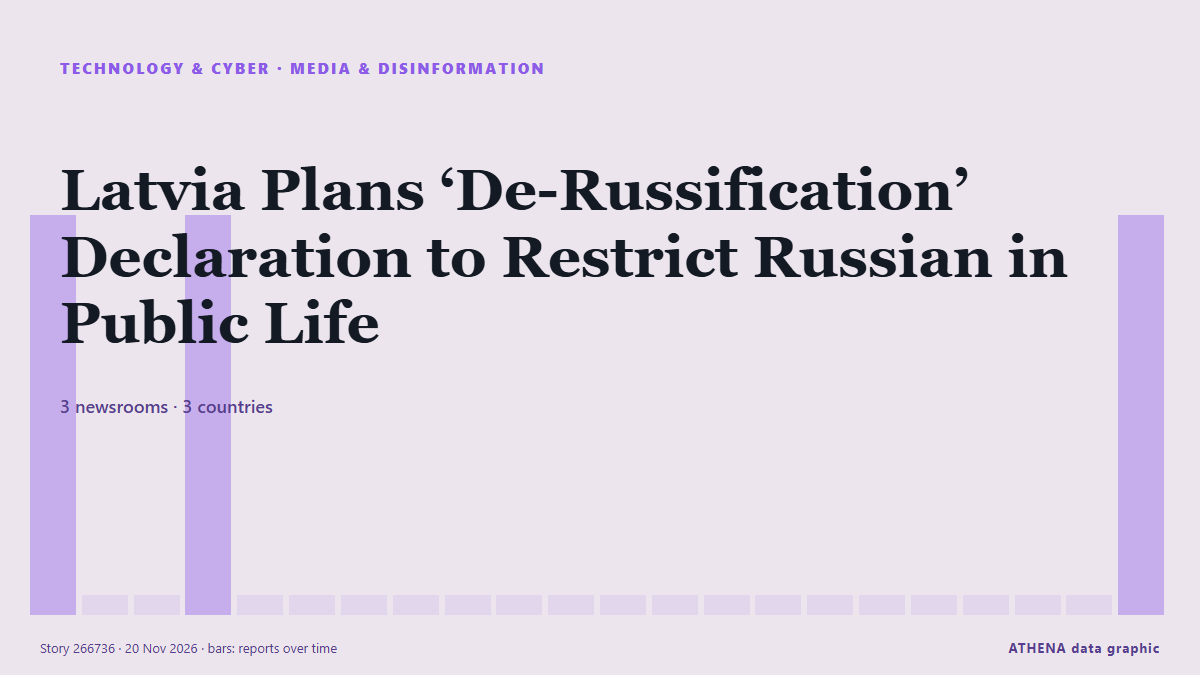 TECHNOLOGY & CYBER · MEDIA & DISINFORMATION
Latvia Plans ‘De-Russification’
Declaration to Restrict Russian in
Public Life
3 newsrooms · 3 countries
Story 266736 · 20 Nov 2026 · bars: reports over time
ATHENA data graphic